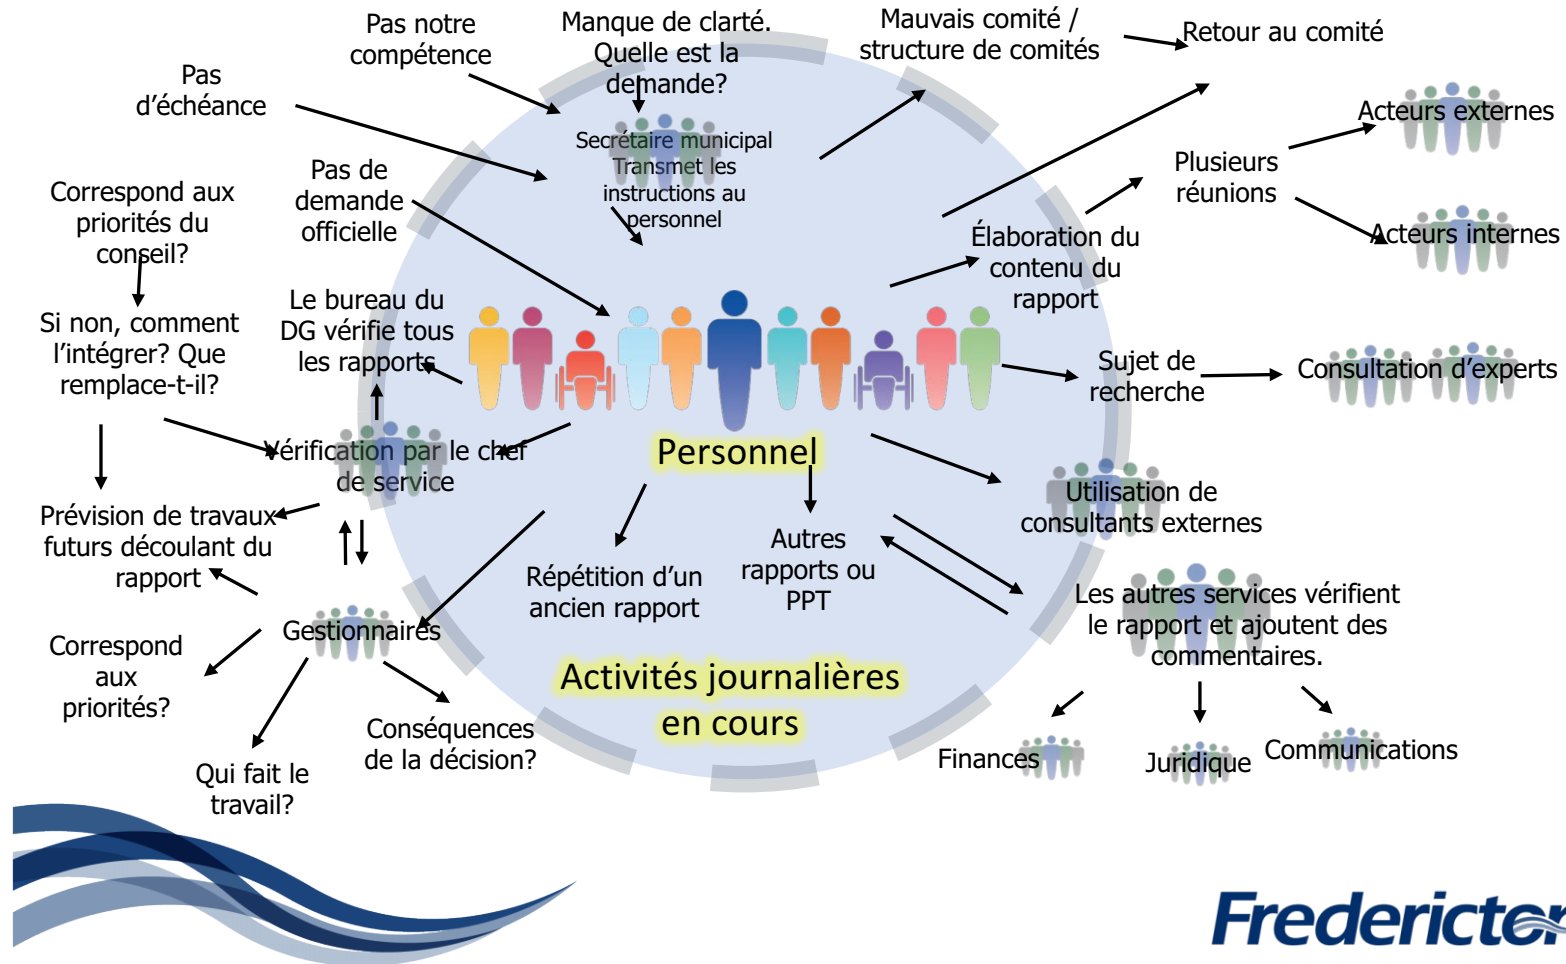 Pas notre
compétence
Manque de clarté.
Quelle est la
demande?
Mauvais comité /
structure de comités
Retour au comité
Pas
d'échéance
Acteurs externes
Secrétaire municipal
Transmet les
instructions au
personnel
Pas de
demande
officielle
Plusieurs
réunions
Correspond aux
priorités du
conseil?
Acteurs internes
Élaboration du
contenu du
rapport
Le bureau du
DG vérifie tous
les rapports
Si non, comment
l'intégrer? Que
remplace-t-il?
Sujet de
recherche
Consultation d'experts
Vérification par le chef
de service
Personnel
Utilisation de
consultants externes
Prévision de travaux
futurs découlant du
rapport
Répétition d'un
ancien rapport
Autres
rapports ou
PPT
Les autres services vérifient
le rapport et ajoutent des
commentaires.
Gestionnaires
Correspond
aux
priorités?
Activités journalières
en cours
Conséquences
de la décision?
Qui fait le
travail?
Finances
Juridique
Communications
Fredericton